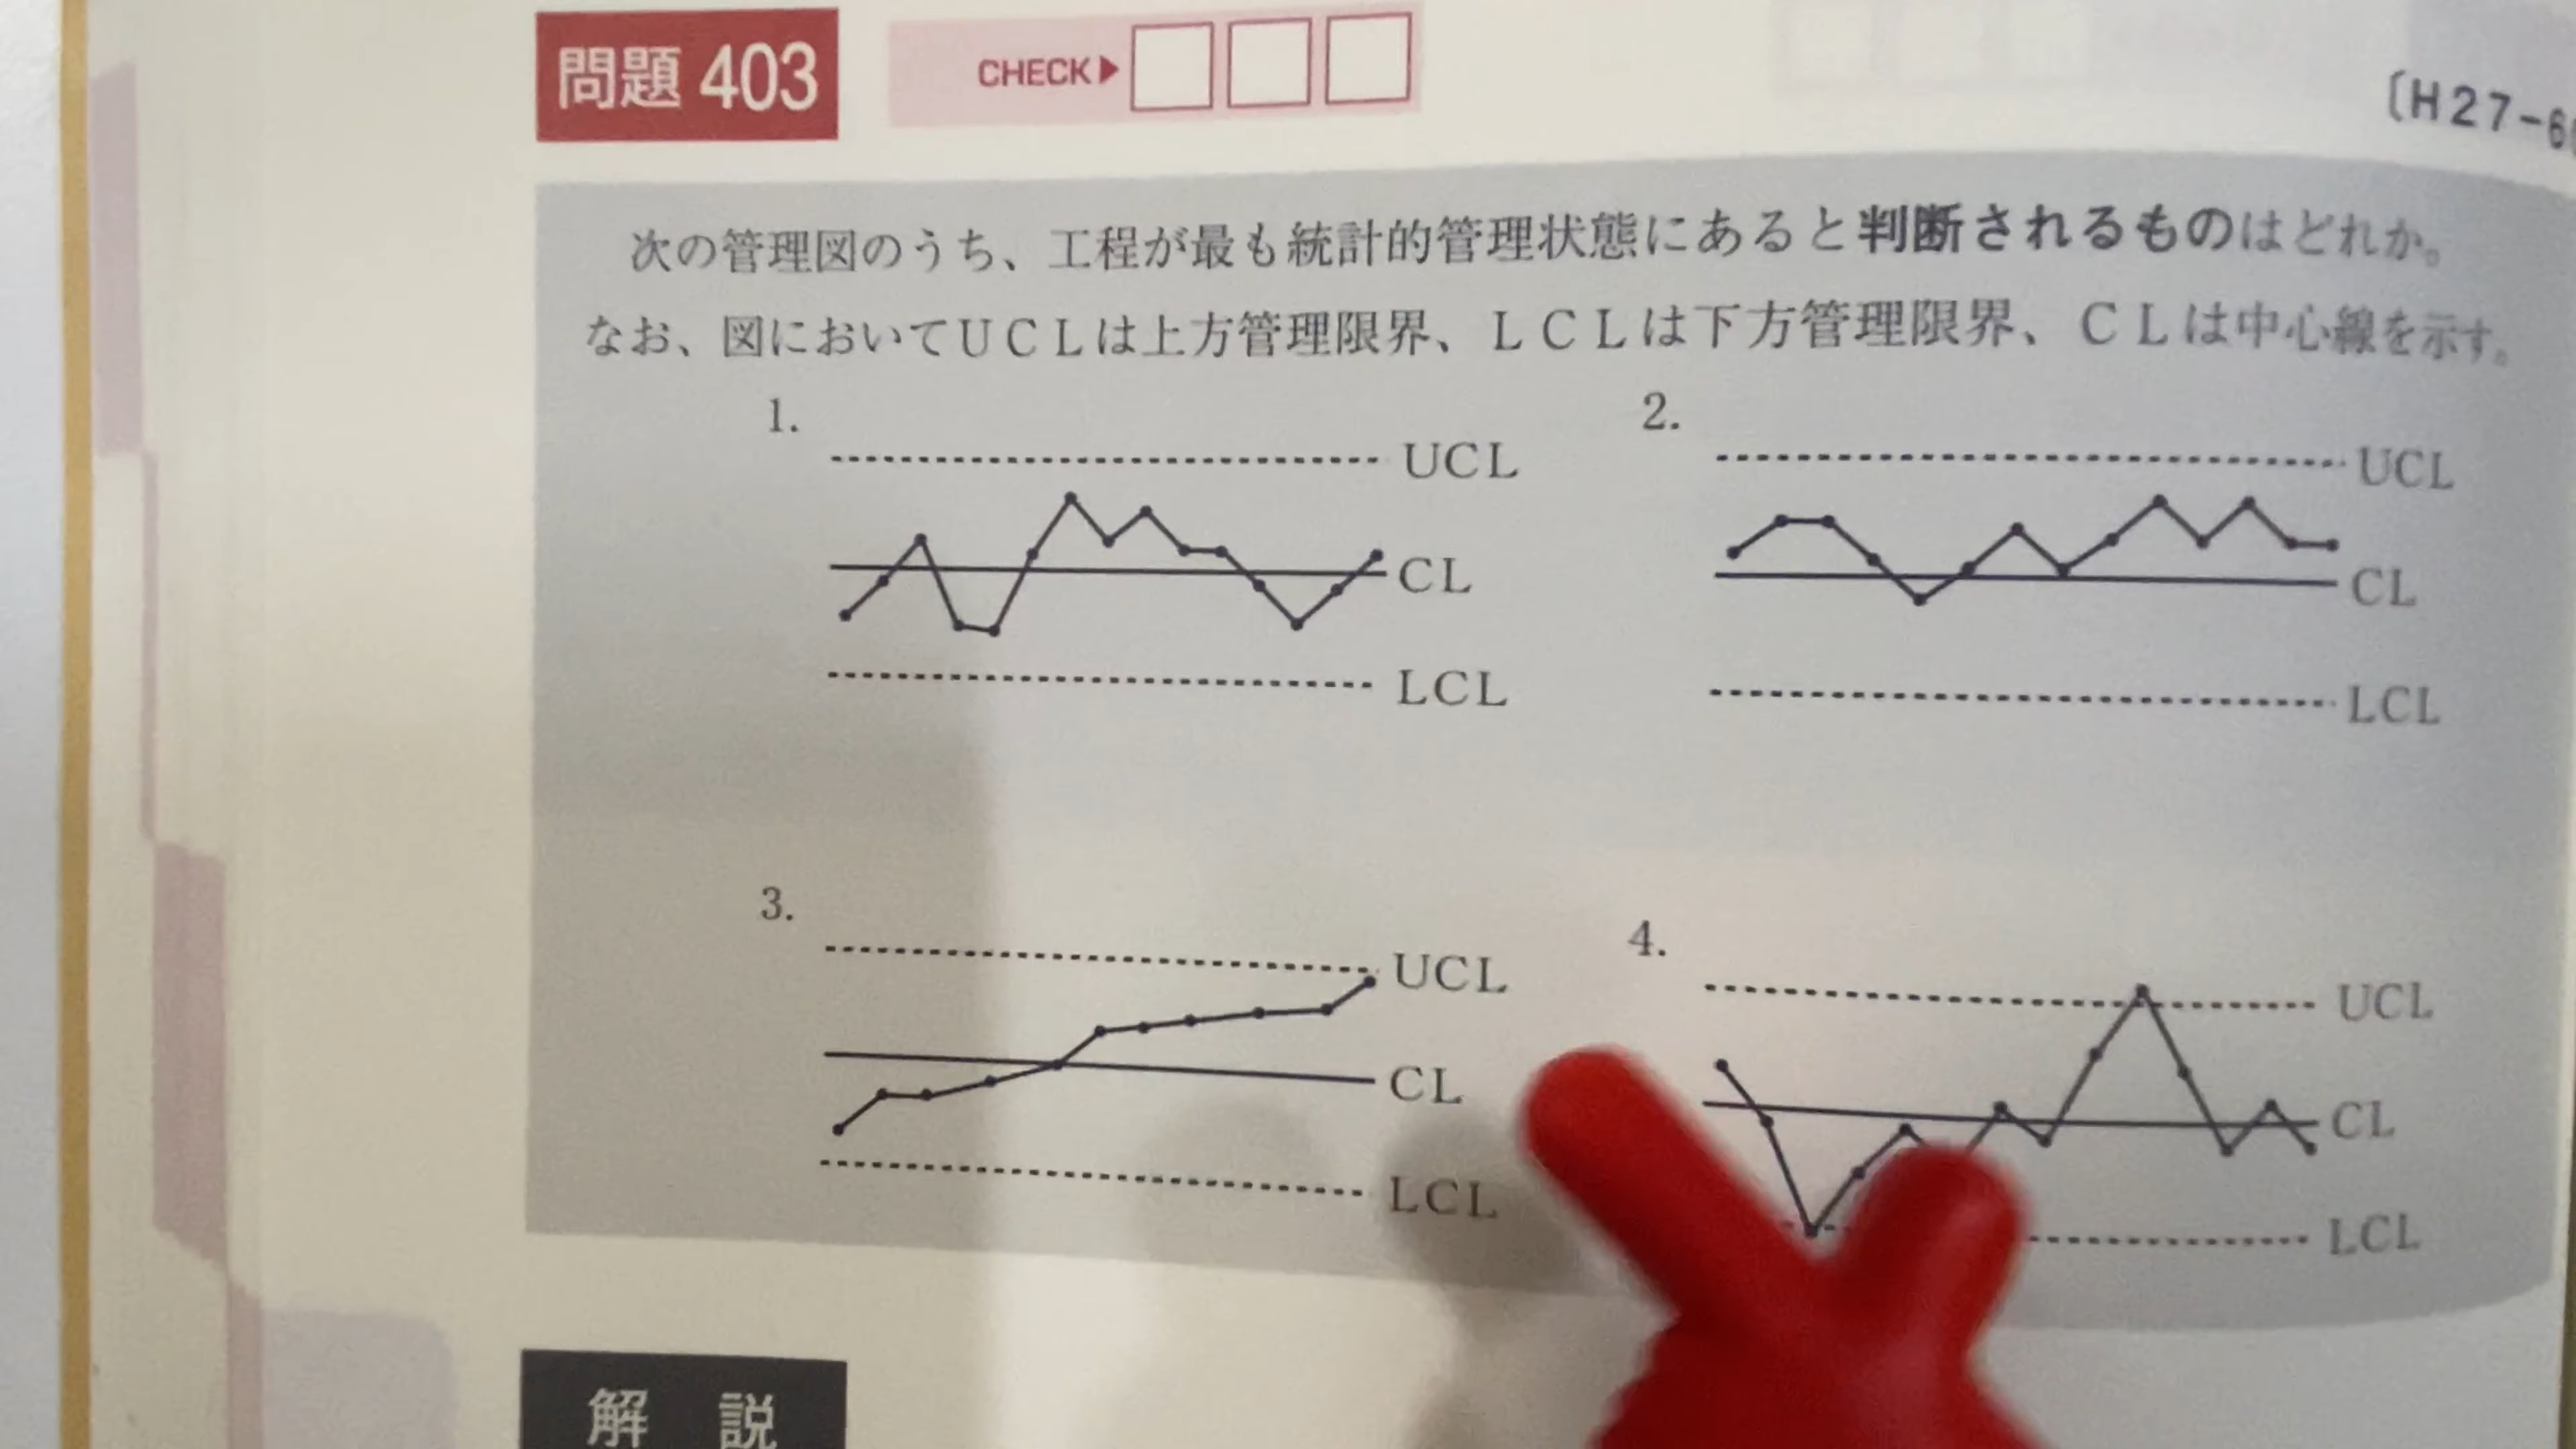 問題 403
CHECK▶
〔H27-6
次の管理図のうち、工程が最も統計的管理状態にあると判断されるものはどれか。
なお、図においてＵＣＬは上方管理限界、ＬＣＬは下方管理限界、ＣＬは中心線を示す。
1.
UCL
CL
LCL
2.
UCL
CL
LCL
3.
UCL
CL
LCL
4.
UCL
CL
LCL
解 説